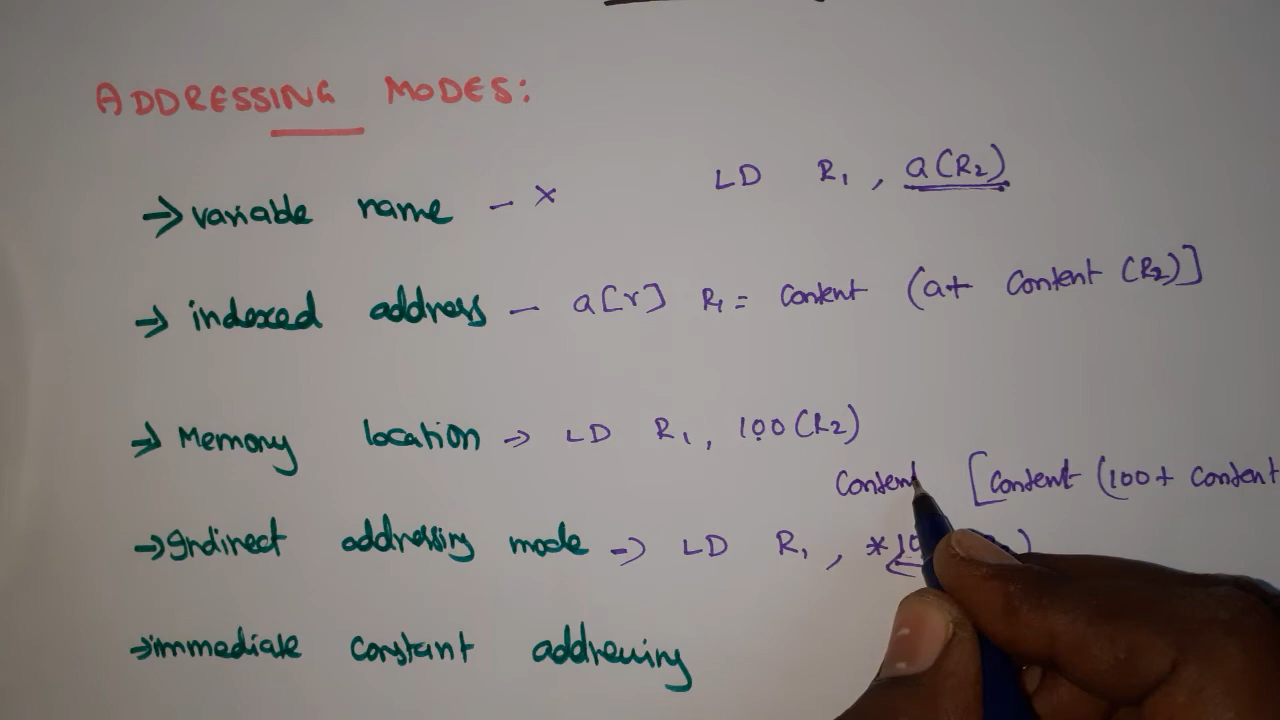 ADDRESSING MODES:
LD R1, a(R2)
→ variable name - x
→ indexed address - a[r] R1 = content (a+ content (R2)]
→ Memory location → LD R1, 100(R2)
content [content (100+ content
→ Indirect addressing mode → LD R1, *10 )
→ immediate constant addressing